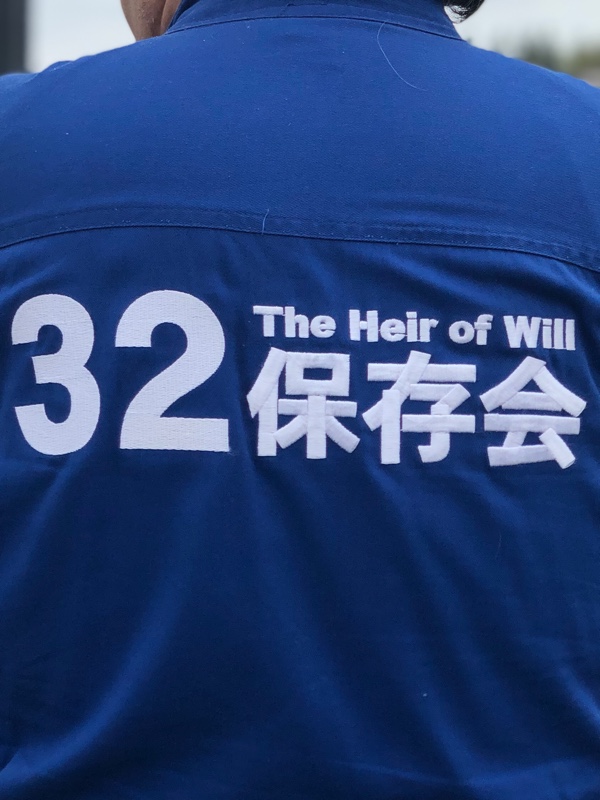 32 The Heir of Will
保存会